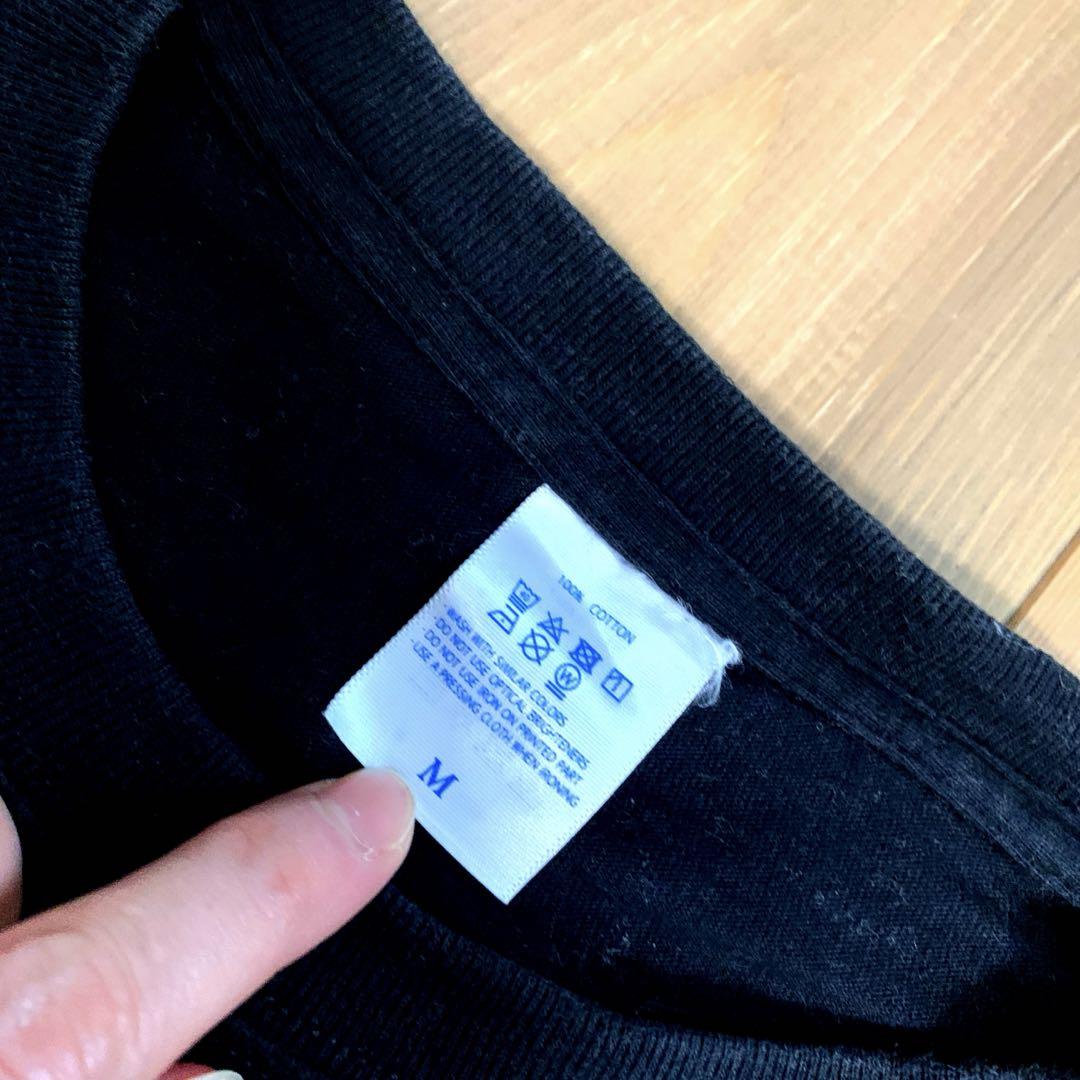 100% COTTON
W
·WASH WITH SIMILAR COLORS
·DO NOT USE OPTICAL BRIGHTENERS
·DO NOT USE IRON ON PRINTED PART
·USE A PRESSING CLOTH WHEN IRONING
M